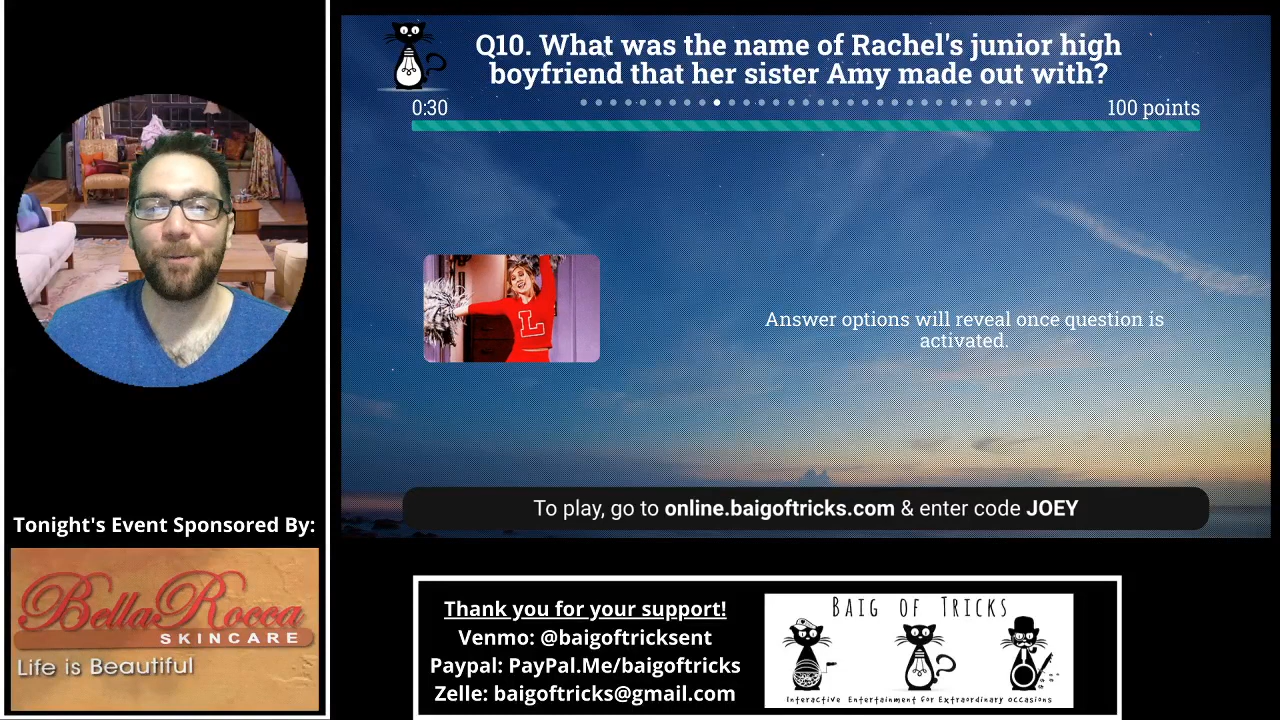 Q10. What was the name of Rachel's junior high
boyfriend that her sister Amy made out with?
0:30
100 points
L
Answer options will reveal once question is
activated.
To play, go to online.baigoftricks.com & enter code JOEY
Tonight's Event Sponsored By:
BellaRocca
SKINCARE
Life is Beautiful
Thank you for your support!
Venmo: @baigoftricksent
Paypal: PayPal.Me/baigoftricks
Zelle: baigoftricks@gmail.com
BAIG OF TRICKS
Interactive Entertainment for Extraordinary Occasions